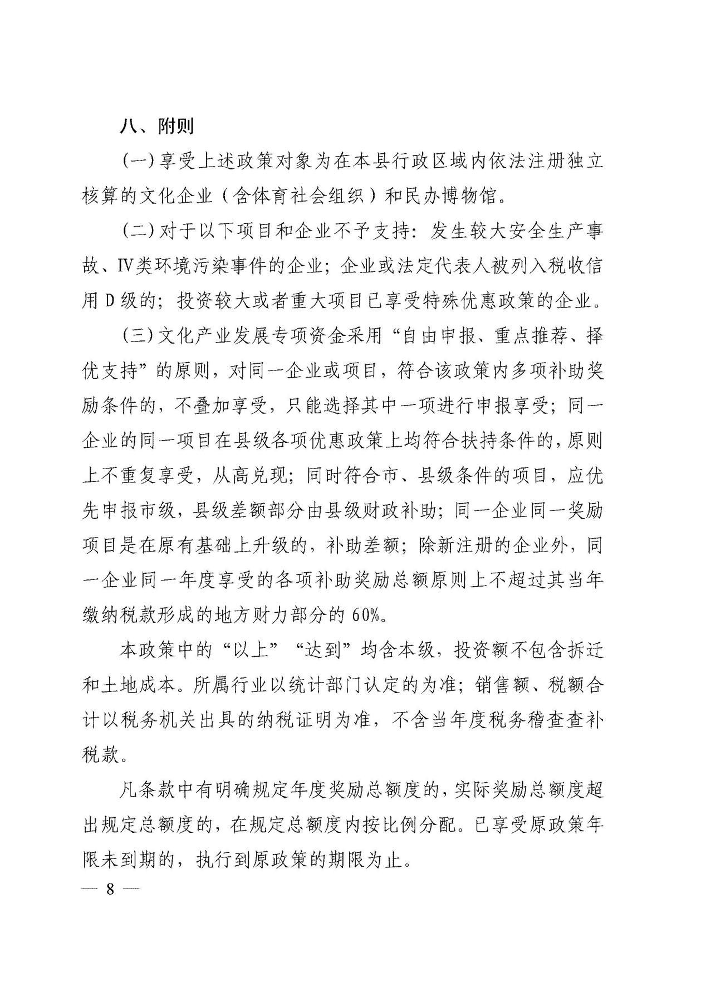 八、附则
(一)享受上述政策对象为在本县行政区域内依法注册独立
核算的文化企业（含体育社会组织）和民办博物馆。
(二)对于以下项目和企业不予支持：发生较大安全生产事
故、Ⅳ类环境污染事件的企业；企业或法定代表人被列入税收信
用 D 级的；投资较大或者重大项目已享受特殊优惠政策的企业。
(三)文化产业发展专项资金采用“自由申报、重点推荐、择
优支持”的原则，对同一企业或项目，符合该政策内多项补助奖
励条件的，不叠加享受，只能选择其中一项进行申报享受；同一
企业的同一项目在县级各项优惠政策上均符合扶持条件的，原则
上不重复享受，从高兑现；同时符合市、县级条件的项目，应优
先申报市级，县级差额部分由县级财政补助；同一企业同一奖励
项目是在原有基础上升级的，补助差额；除新注册的企业外，同
一企业同一年度享受的各项补助奖励总额原则上不超过其当年
缴纳税款形成的地方财力部分的 60%。
本政策中的“以上”“达到”均含本级，投资额不包含拆迁
和土地成本。所属行业以统计部门认定的为准；销售额、税额合
计以税务机关出具的纳税证明为准，不含当年度税务稽查查补
税款。
凡条款中有明确规定年度奖励总额度的，实际奖励总额度超
出规定总额度的，在规定总额度内按比例分配。已享受原政策年
限未到期的，执行到原政策的期限为止。
— 8 —